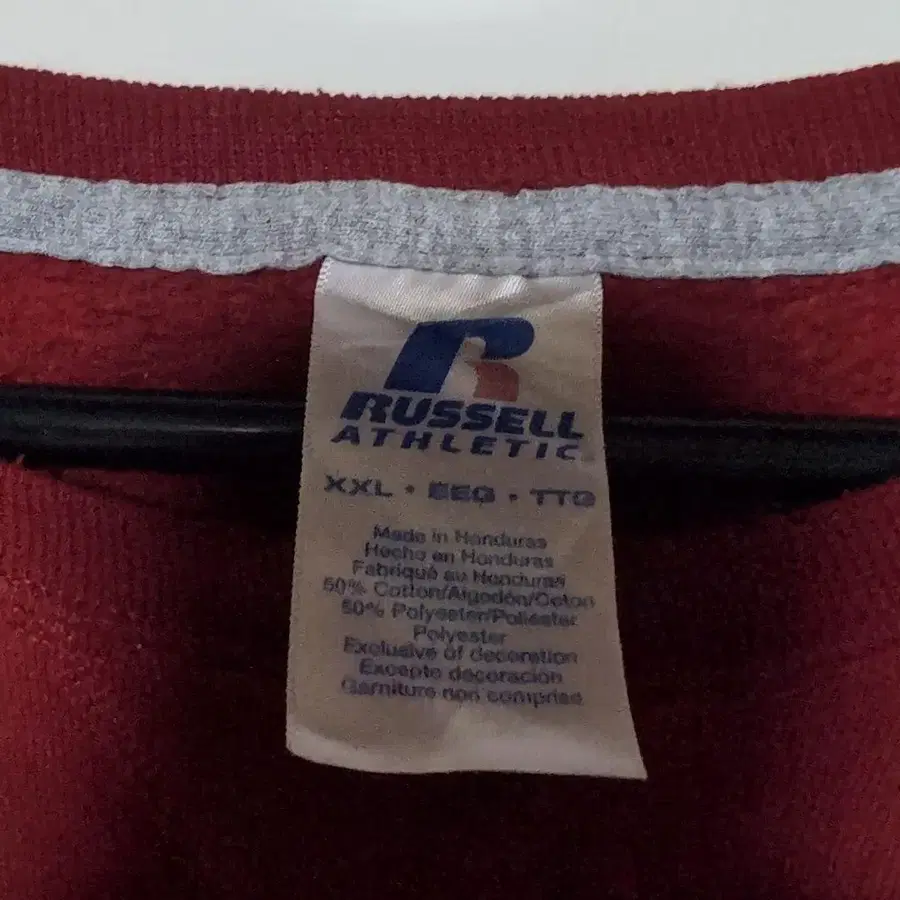 R
RUSSELL
ATHLETIC
XXL • EEG • TTG
Made in Honduras
Hecho en Honduras
Fabriqué au Honduras
50% Cotton/Algodón/Coton
50% Polyester/Poliéster
Polyester
Exclusive of decoration
Excepto decoración
Garniture non comprise